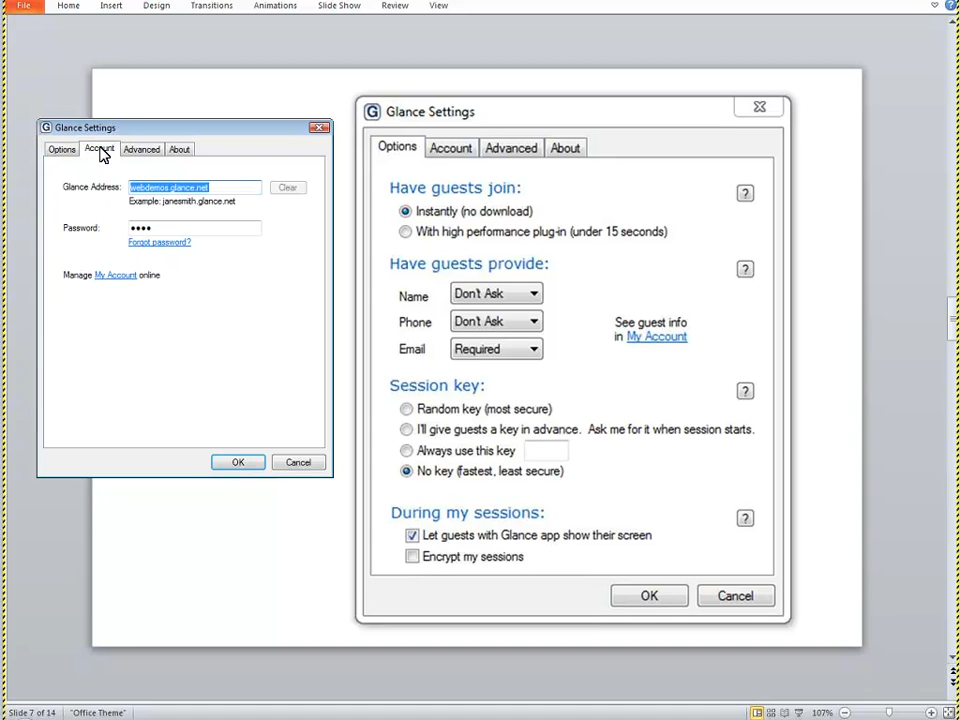 File Home Insert Design Transitions Animations Slide Show Review View
G Glance Settings
Options Account Advanced About
Glance Address: webdemos.glance.net Clear
Example: janesmith.glance.net
Password: ••••
Forgot password?
Manage My Account online
OK Cancel
G Glance Settings
Options Account Advanced About
Have guests join: ?
Instantly (no download)
With high performance plug-in (under 15 seconds)
Have guests provide: ?
Name Don't Ask
Phone Don't Ask
See guest info
in My Account
Email Required
Session key: ?
Random key (most secure)
I'll give guests a key in advance. Ask me for it when session starts.
Always use this key
No key (fastest, least secure)
During my sessions: ?
Let guests with Glance app show their screen
Encrypt my sessions
OK Cancel
Slide 7 of 14 "Office Theme" 107%